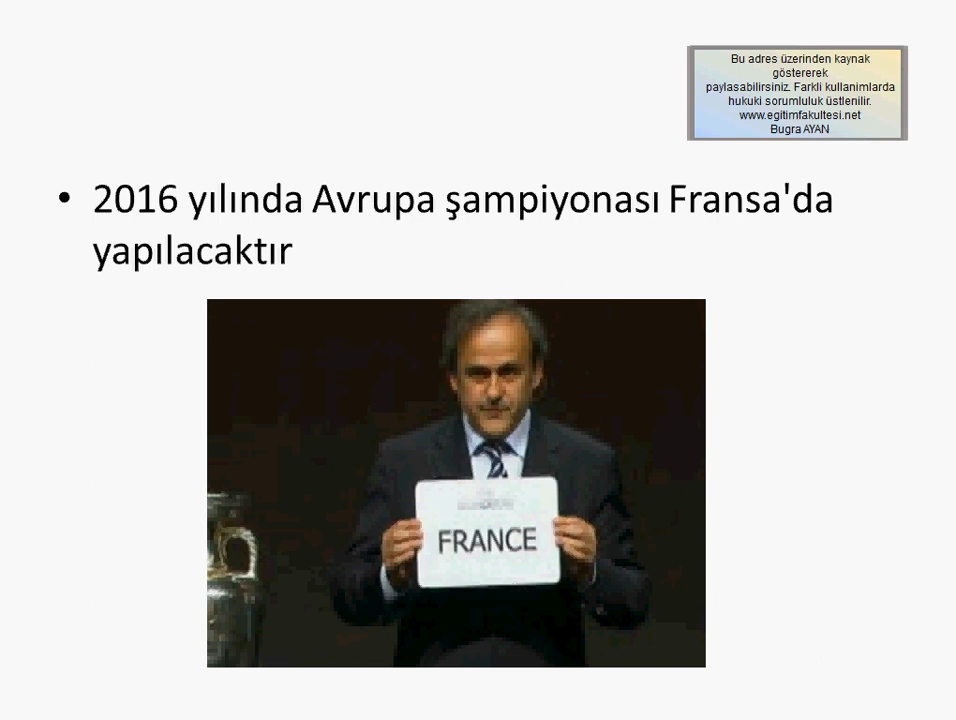 Bu adres üzerinden kaynak
göstererek
paylasabilirsiniz. Farkli kullanimlarda
hukuki sorumluluk üstlenilir.
www.egitimfakultesi.net
Bugra AYAN
• 2016 yılında Avrupa şampiyonası Fransa'da
yapılacaktır
FRANCE